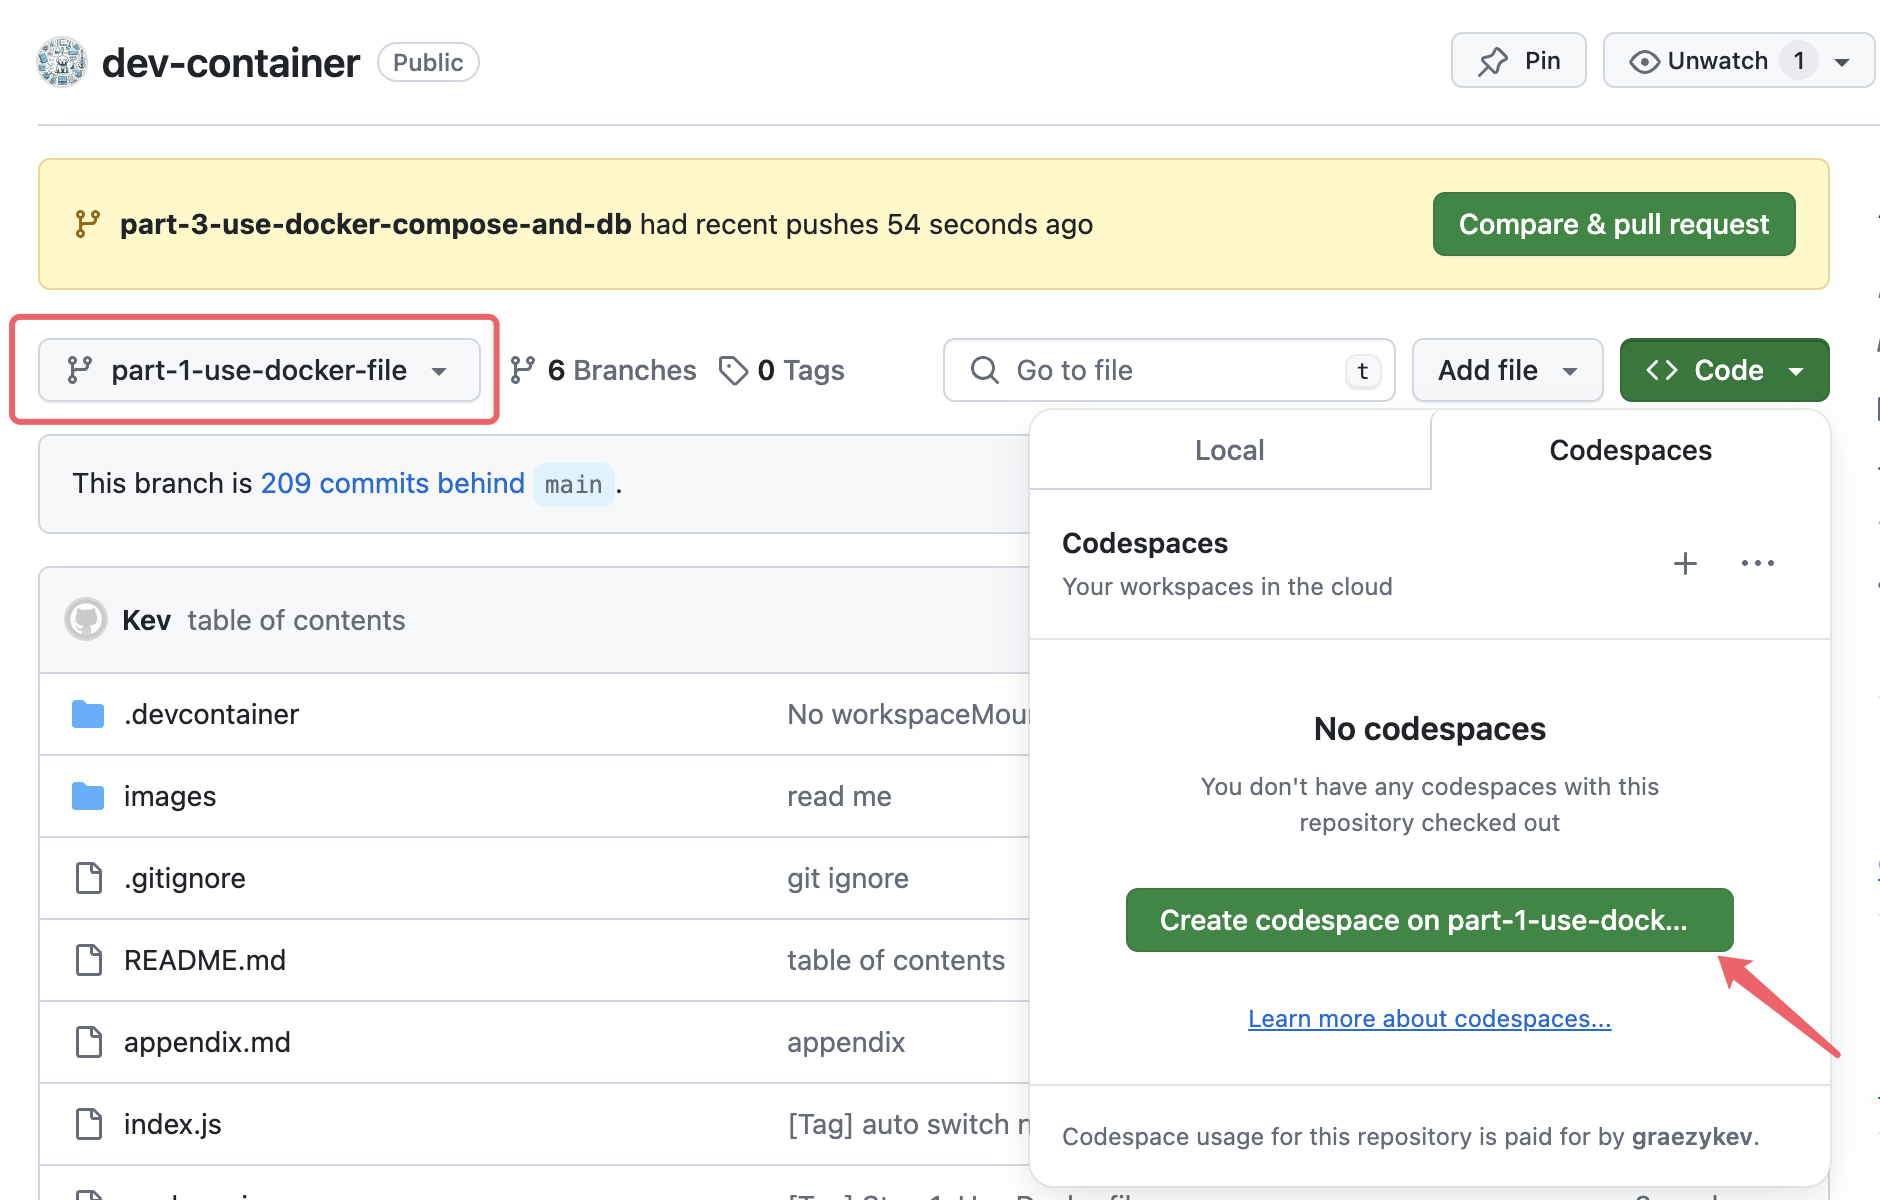 dev-container Public
Pin
Unwatch 1
part-3-use-docker-compose-and-db had recent pushes 54 seconds ago
Compare & pull request
part-1-use-docker-file
6 Branches
0 Tags
Go to file t
Add file
Code
This branch is 209 commits behind main .
Local
Codespaces
Codespaces
Your workspaces in the cloud
Kev table of contents
.devcontainer No workspaceMou
images read me
.gitignore git ignore
README.md table of contents
appendix.md appendix
index.js [Tag] auto switch
No codespaces
You don't have any codespaces with this
repository checked out
Create codespace on part-1-use-dock...
Learn more about codespaces...
Codespace usage for this repository is paid for by graezykev.